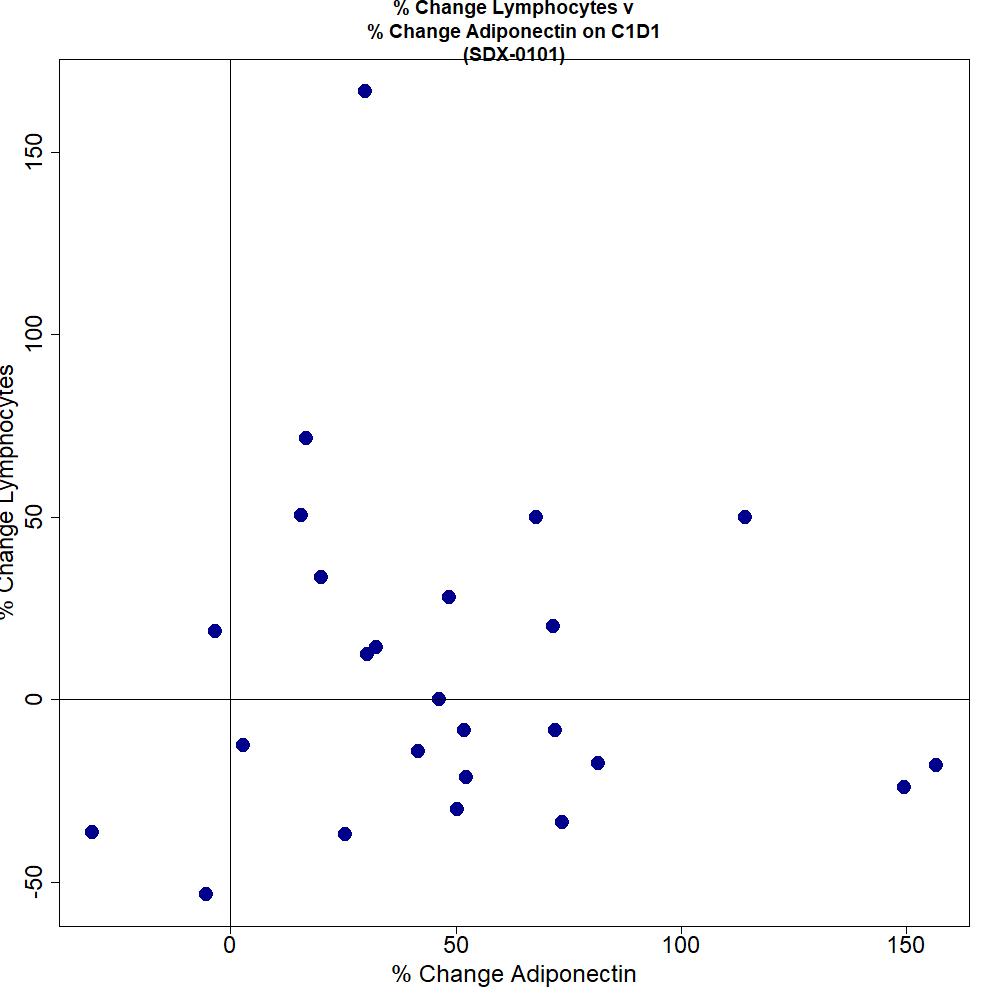 % Change Lymphocytes v
% Change Adiponectin on C1D1
(SDX-0101)
% Change Lymphocytes
150
100
50
0
-50
0 50 100 150
% Change Adiponectin